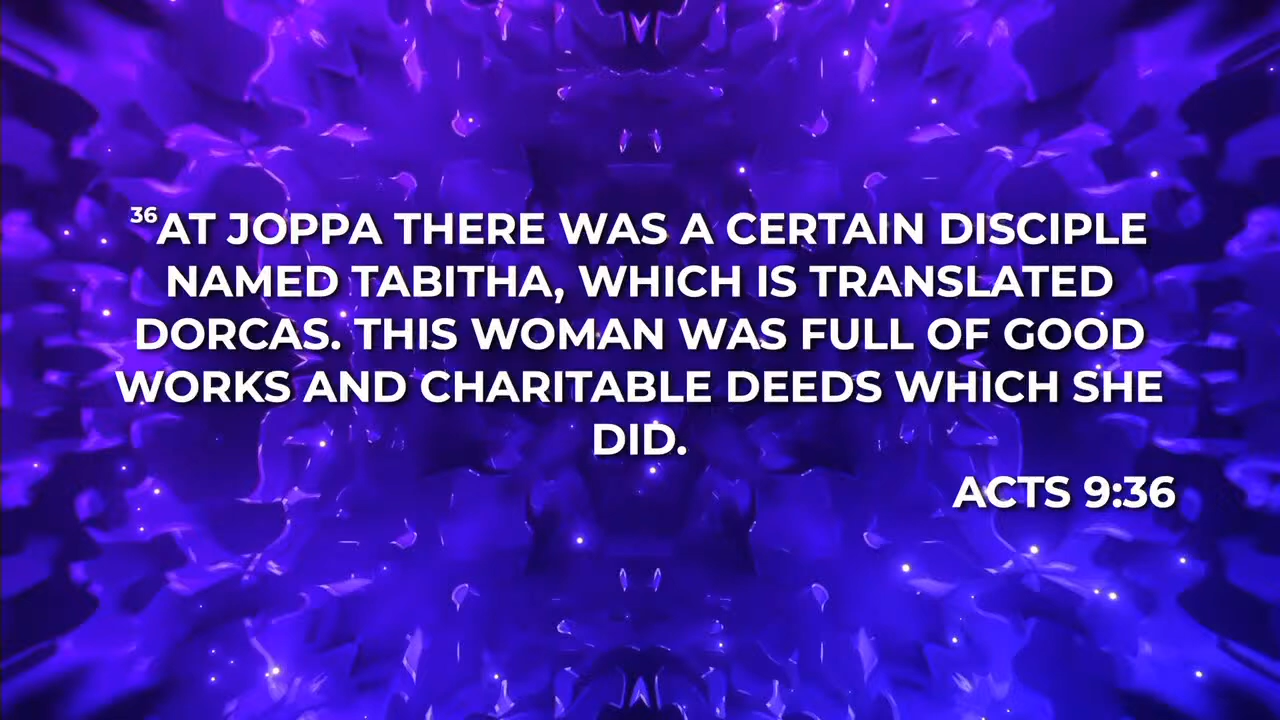 36AT JOPPA THERE WAS A CERTAIN DISCIPLE
NAMED TABITHA, WHICH IS TRANSLATED
DORCAS. THIS WOMAN WAS FULL OF GOOD
WORKS AND CHARITABLE DEEDS WHICH SHE
DID.
ACTS 9:36